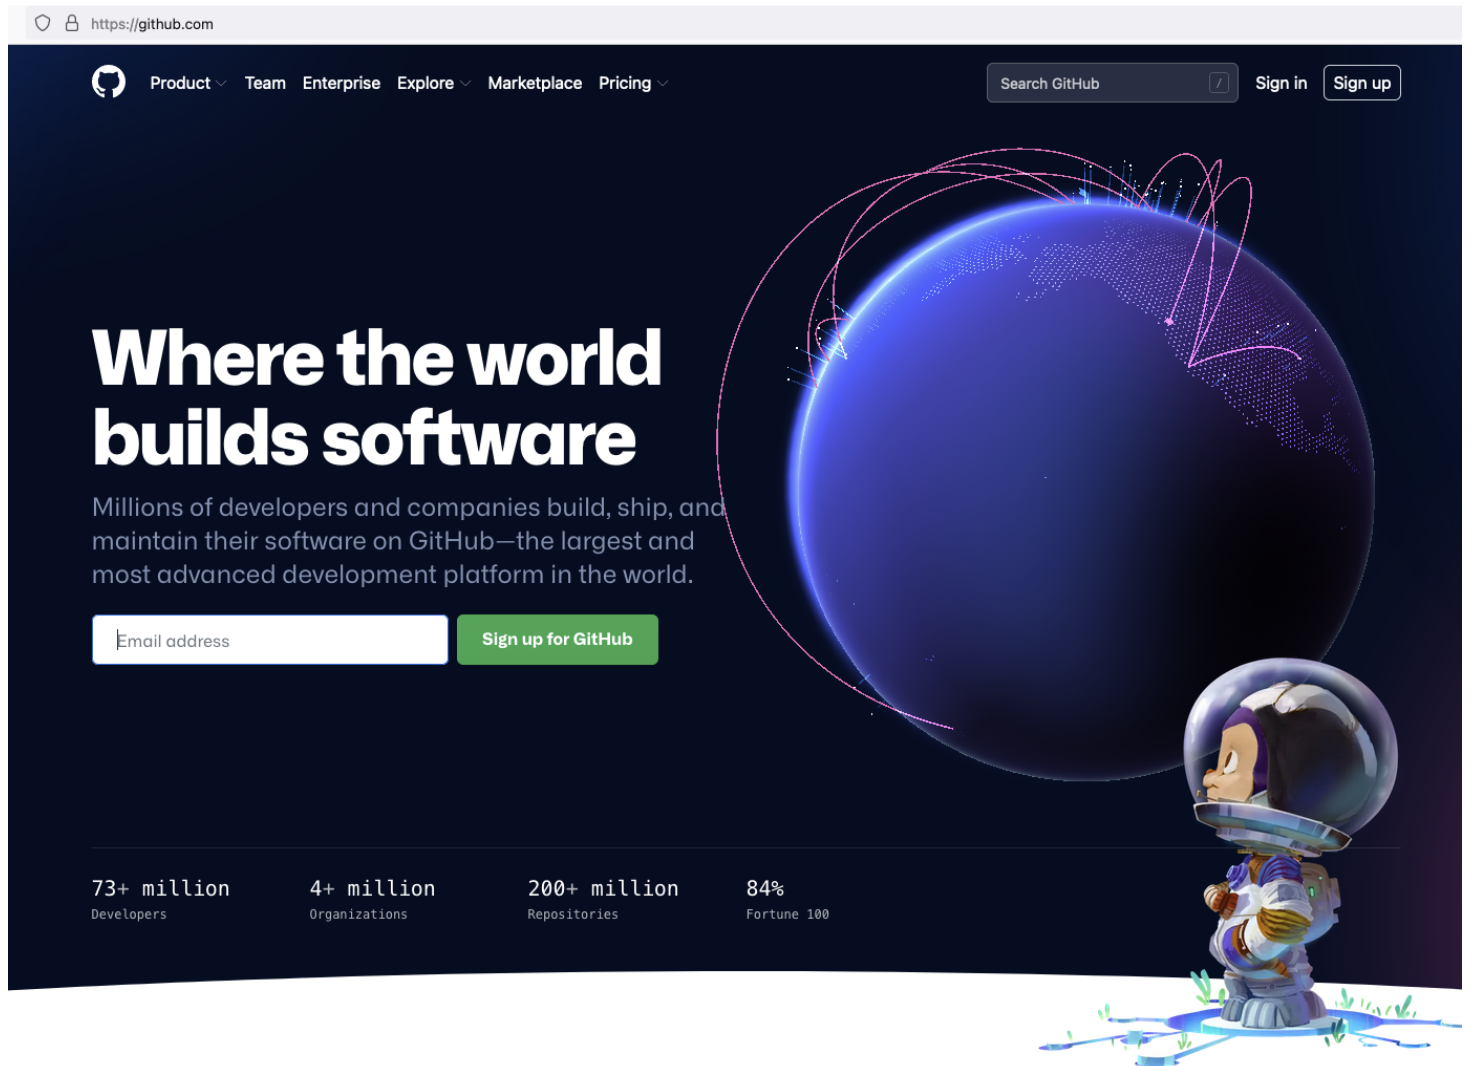 https://github.com
Product
Team
Enterprise
Explore
Marketplace
Pricing
Search GitHub
/
Sign in
Sign up
Where the world
builds software
Millions of developers and companies build, ship, and
maintain their software on GitHub—the largest and
most advanced development platform in the world.
Email address
Sign up for GitHub
73+ million
Developers
4+ million
Organizations
200+ million
Repositories
84%
Fortune 100